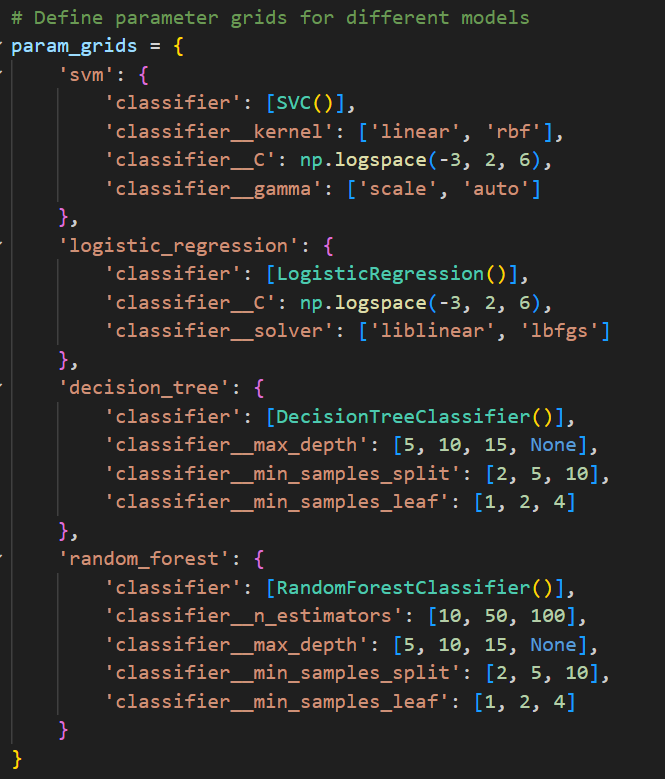 # Define parameter grids for different models
param_grids = {
    'svm': {
        'classifier': [SVC()],
        'classifier__kernel': ['linear', 'rbf'],
        'classifier__C': np.logspace(-3, 2, 6),
        'classifier__gamma': ['scale', 'auto']
    },
    'logistic_regression': {
        'classifier': [LogisticRegression()],
        'classifier__C': np.logspace(-3, 2, 6),
        'classifier__solver': ['liblinear', 'lbfgs']
    },
    'decision_tree': {
        'classifier': [DecisionTreeClassifier()],
        'classifier__max_depth': [5, 10, 15, None],
        'classifier__min_samples_split': [2, 5, 10],
        'classifier__min_samples_leaf': [1, 2, 4]
    },
    'random_forest': {
        'classifier': [RandomForestClassifier()],
        'classifier__n_estimators': [10, 50, 100],
        'classifier__max_depth': [5, 10, 15, None],
        'classifier__min_samples_split': [2, 5, 10],
        'classifier__min_samples_leaf': [1, 2, 4]
    }
}